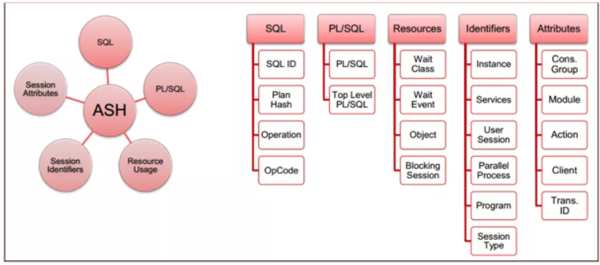 SQL
Session
Attributes
PL/SQL
ASH
Session
Identifiers
Resource
Usage
SQL
SQL ID
Plan
Hash
Operation
OpCode
PL/SQL
PL/SQL
Top Level
PL/SQL
Resources
Wait
Class
Wait
Event
Object
Blocking
Session
Identifiers
Instance
Services
User
Session
Parallel
Process
Program
Session
Type
Attributes
Cons.
Group
Module
Action
Client
Trans.
ID